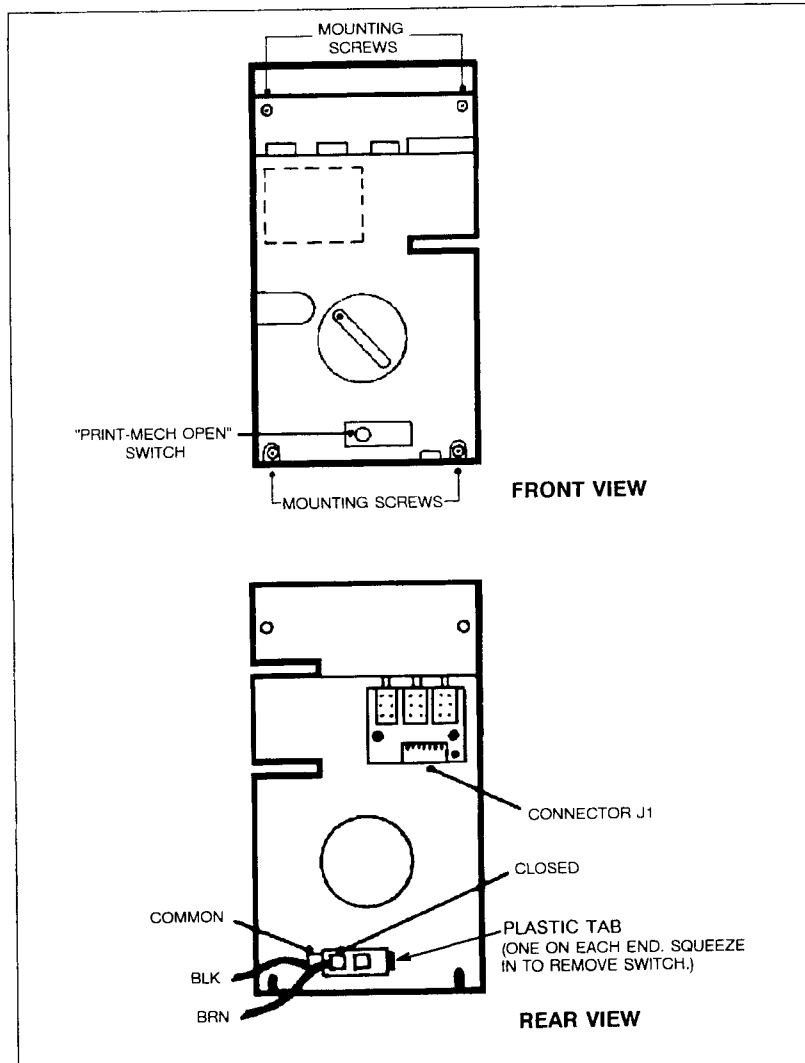 MOUNTING
SCREWS
"PRINT-MECH OPEN"
SWITCH
MOUNTING SCREWS
FRONT VIEW
CONNECTOR J1
CLOSED
COMMON
PLASTIC TAB
(ONE ON EACH END. SQUEEZE
IN TO REMOVE SWITCH.)
BLK
BRN
REAR VIEW